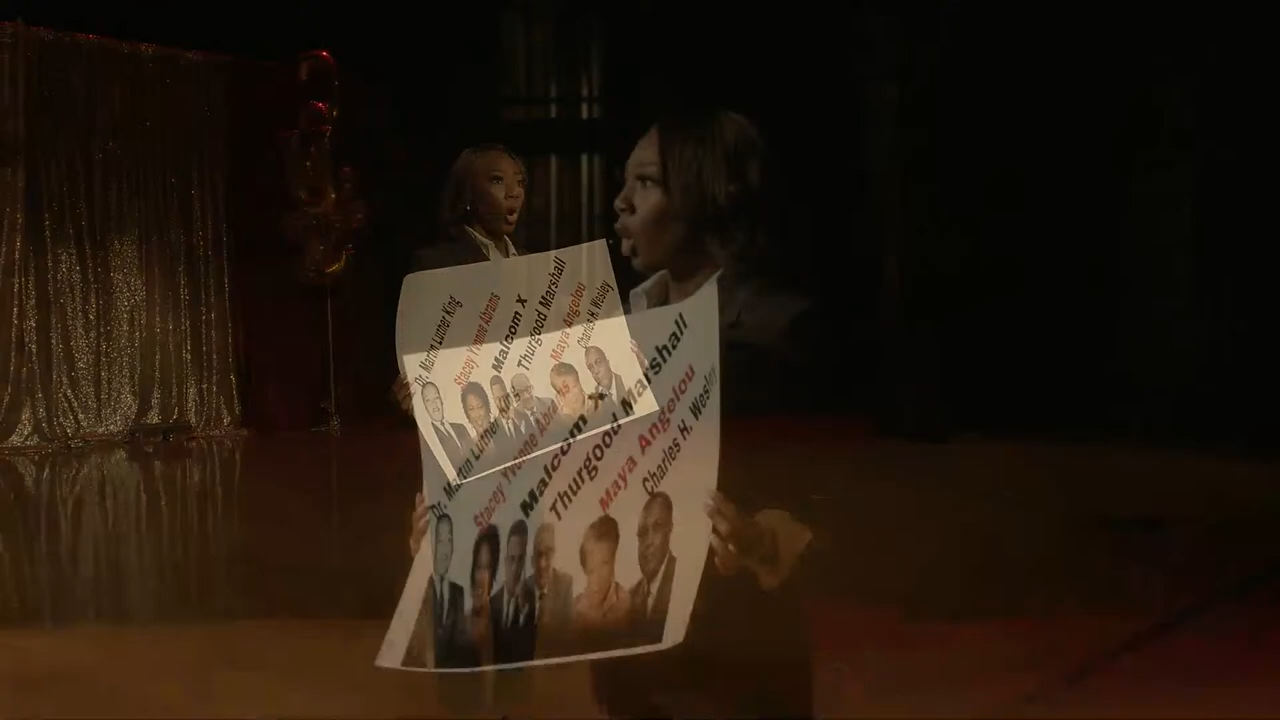 Dr. Martin Luther King
Stacey Yvonne Abrams
Malcom X
Thurgood Marshall
Maya Angelou
Charles H. Wesley
Dr. Martin Luther King
Stacey Yvonne Abrams
Malcom X
Thurgood Marshall
Maya Angelou
Charles H. Wesley